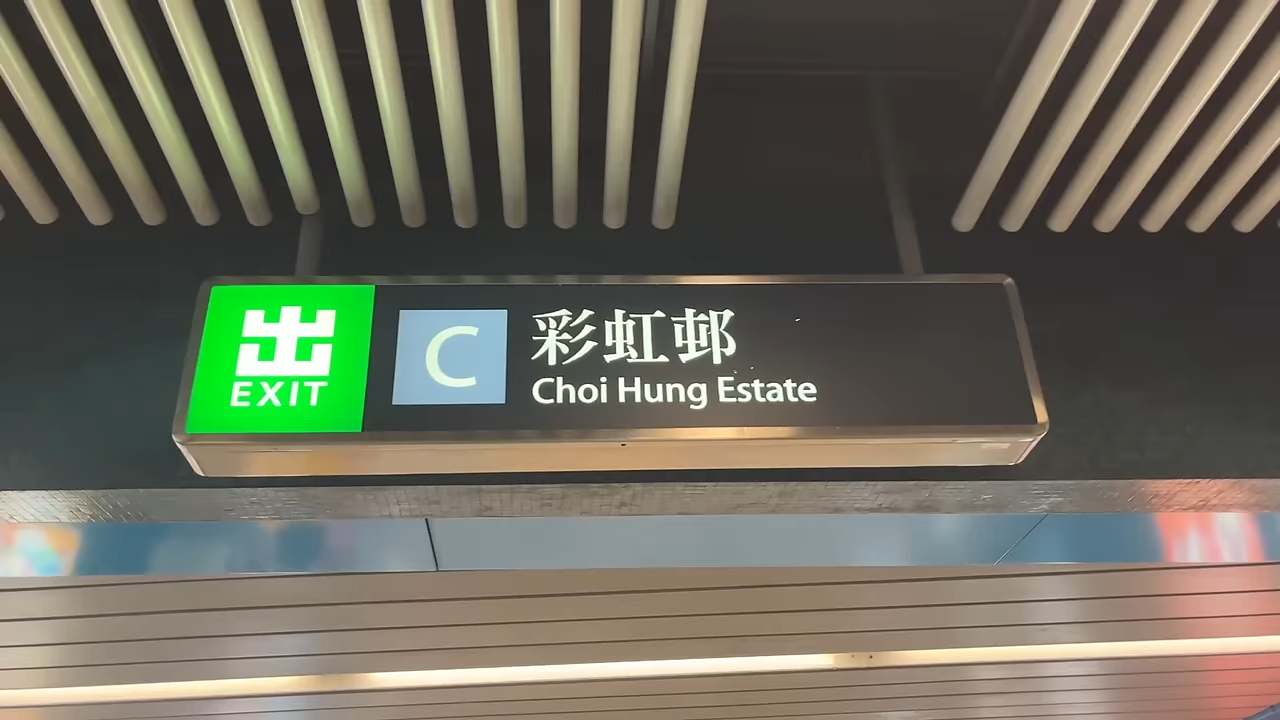 出
EXIT
C
彩虹邨
Choi Hung Estate